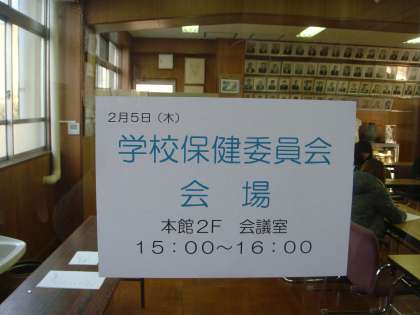 2月5日(木)
学校保健委員会
会 場
本館2F 会議室
15:00~16:00